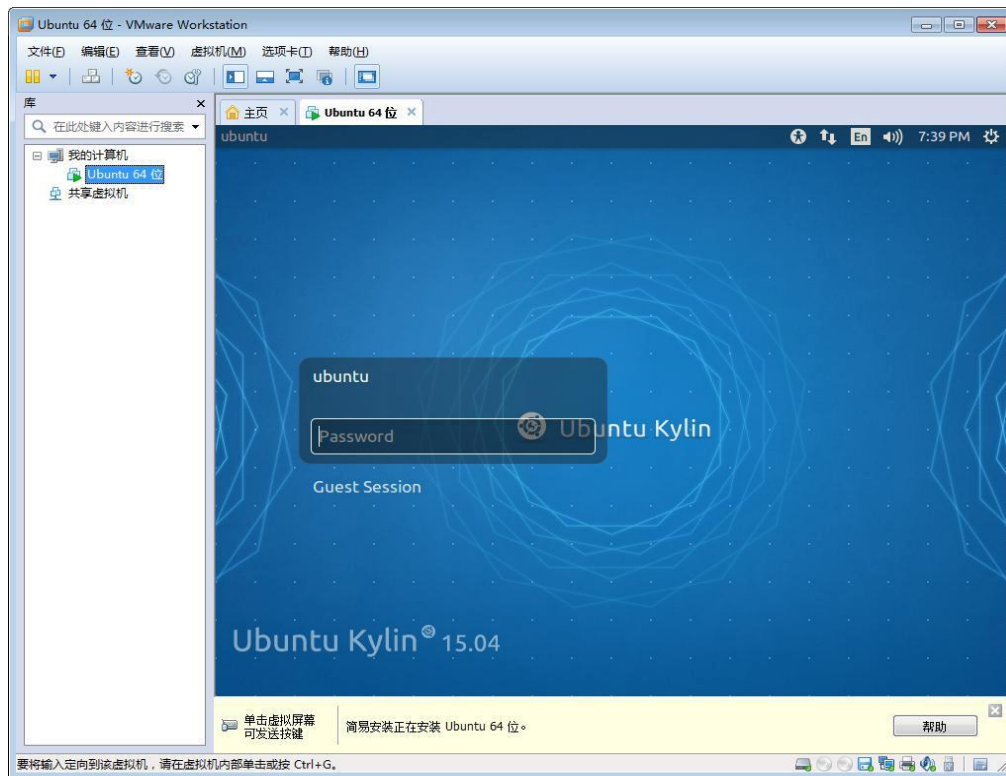 Ubuntu 64 位 - VMware Workstation
文件(F) 编辑(E) 查看(V) 虚拟机(M) 选项卡(T) 帮助(H)
库
主页
Ubuntu 64 位
在此处键入内容进行搜索
我的计算机
Ubuntu 64 位
共享虚拟机
ubuntu
En
7:39 PM
ubuntu
Password
Ubuntu Kylin
Guest Session
Ubuntu Kylin 15.04
单击虚拟屏幕
可发送按键
简易安装正在安装 Ubuntu 64 位。
帮助
要将输入定向到该虚拟机，请在虚拟机内部单击或按 Ctrl+G。